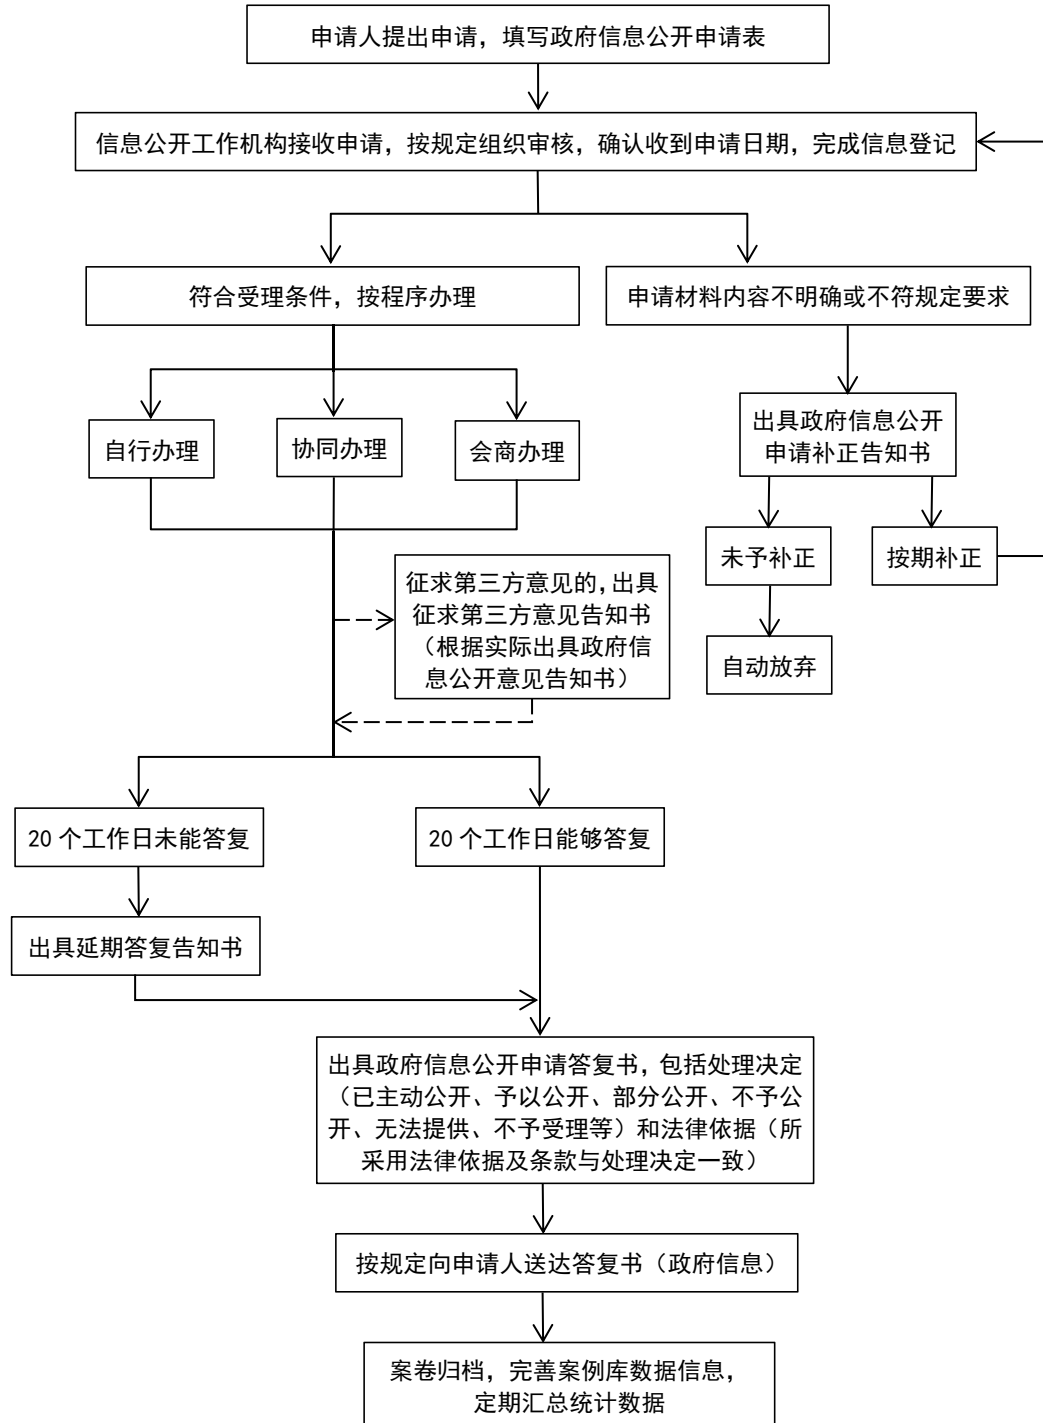 申请人提出申请，填写政府信息公开申请表
信息公开工作机构接收申请，按规定组织审核，确认收到申请日期，完成信息登记
符合受理条件，按程序办理
申请材料内容不明确或不符规定要求
自行办理
协同办理
会商办理
出具政府信息公开
申请补正告知书
未予补正
按期补正
自动放弃
征求第三方意见的，出具
征求第三方意见告知书
（根据实际出具政府信
息公开意见告知书）
20 个工作日未能答复
20 个工作日能够答复
出具延期答复告知书
出具政府信息公开申请答复书，包括处理决定
（已主动公开、予以公开、部分公开、不予公
开、无法提供、不予受理等）和法律依据（所
采用法律依据及条款与处理决定一致）
按规定向申请人送达答复书（政府信息）
案卷归档，完善案例库数据信息，
定期汇总统计数据